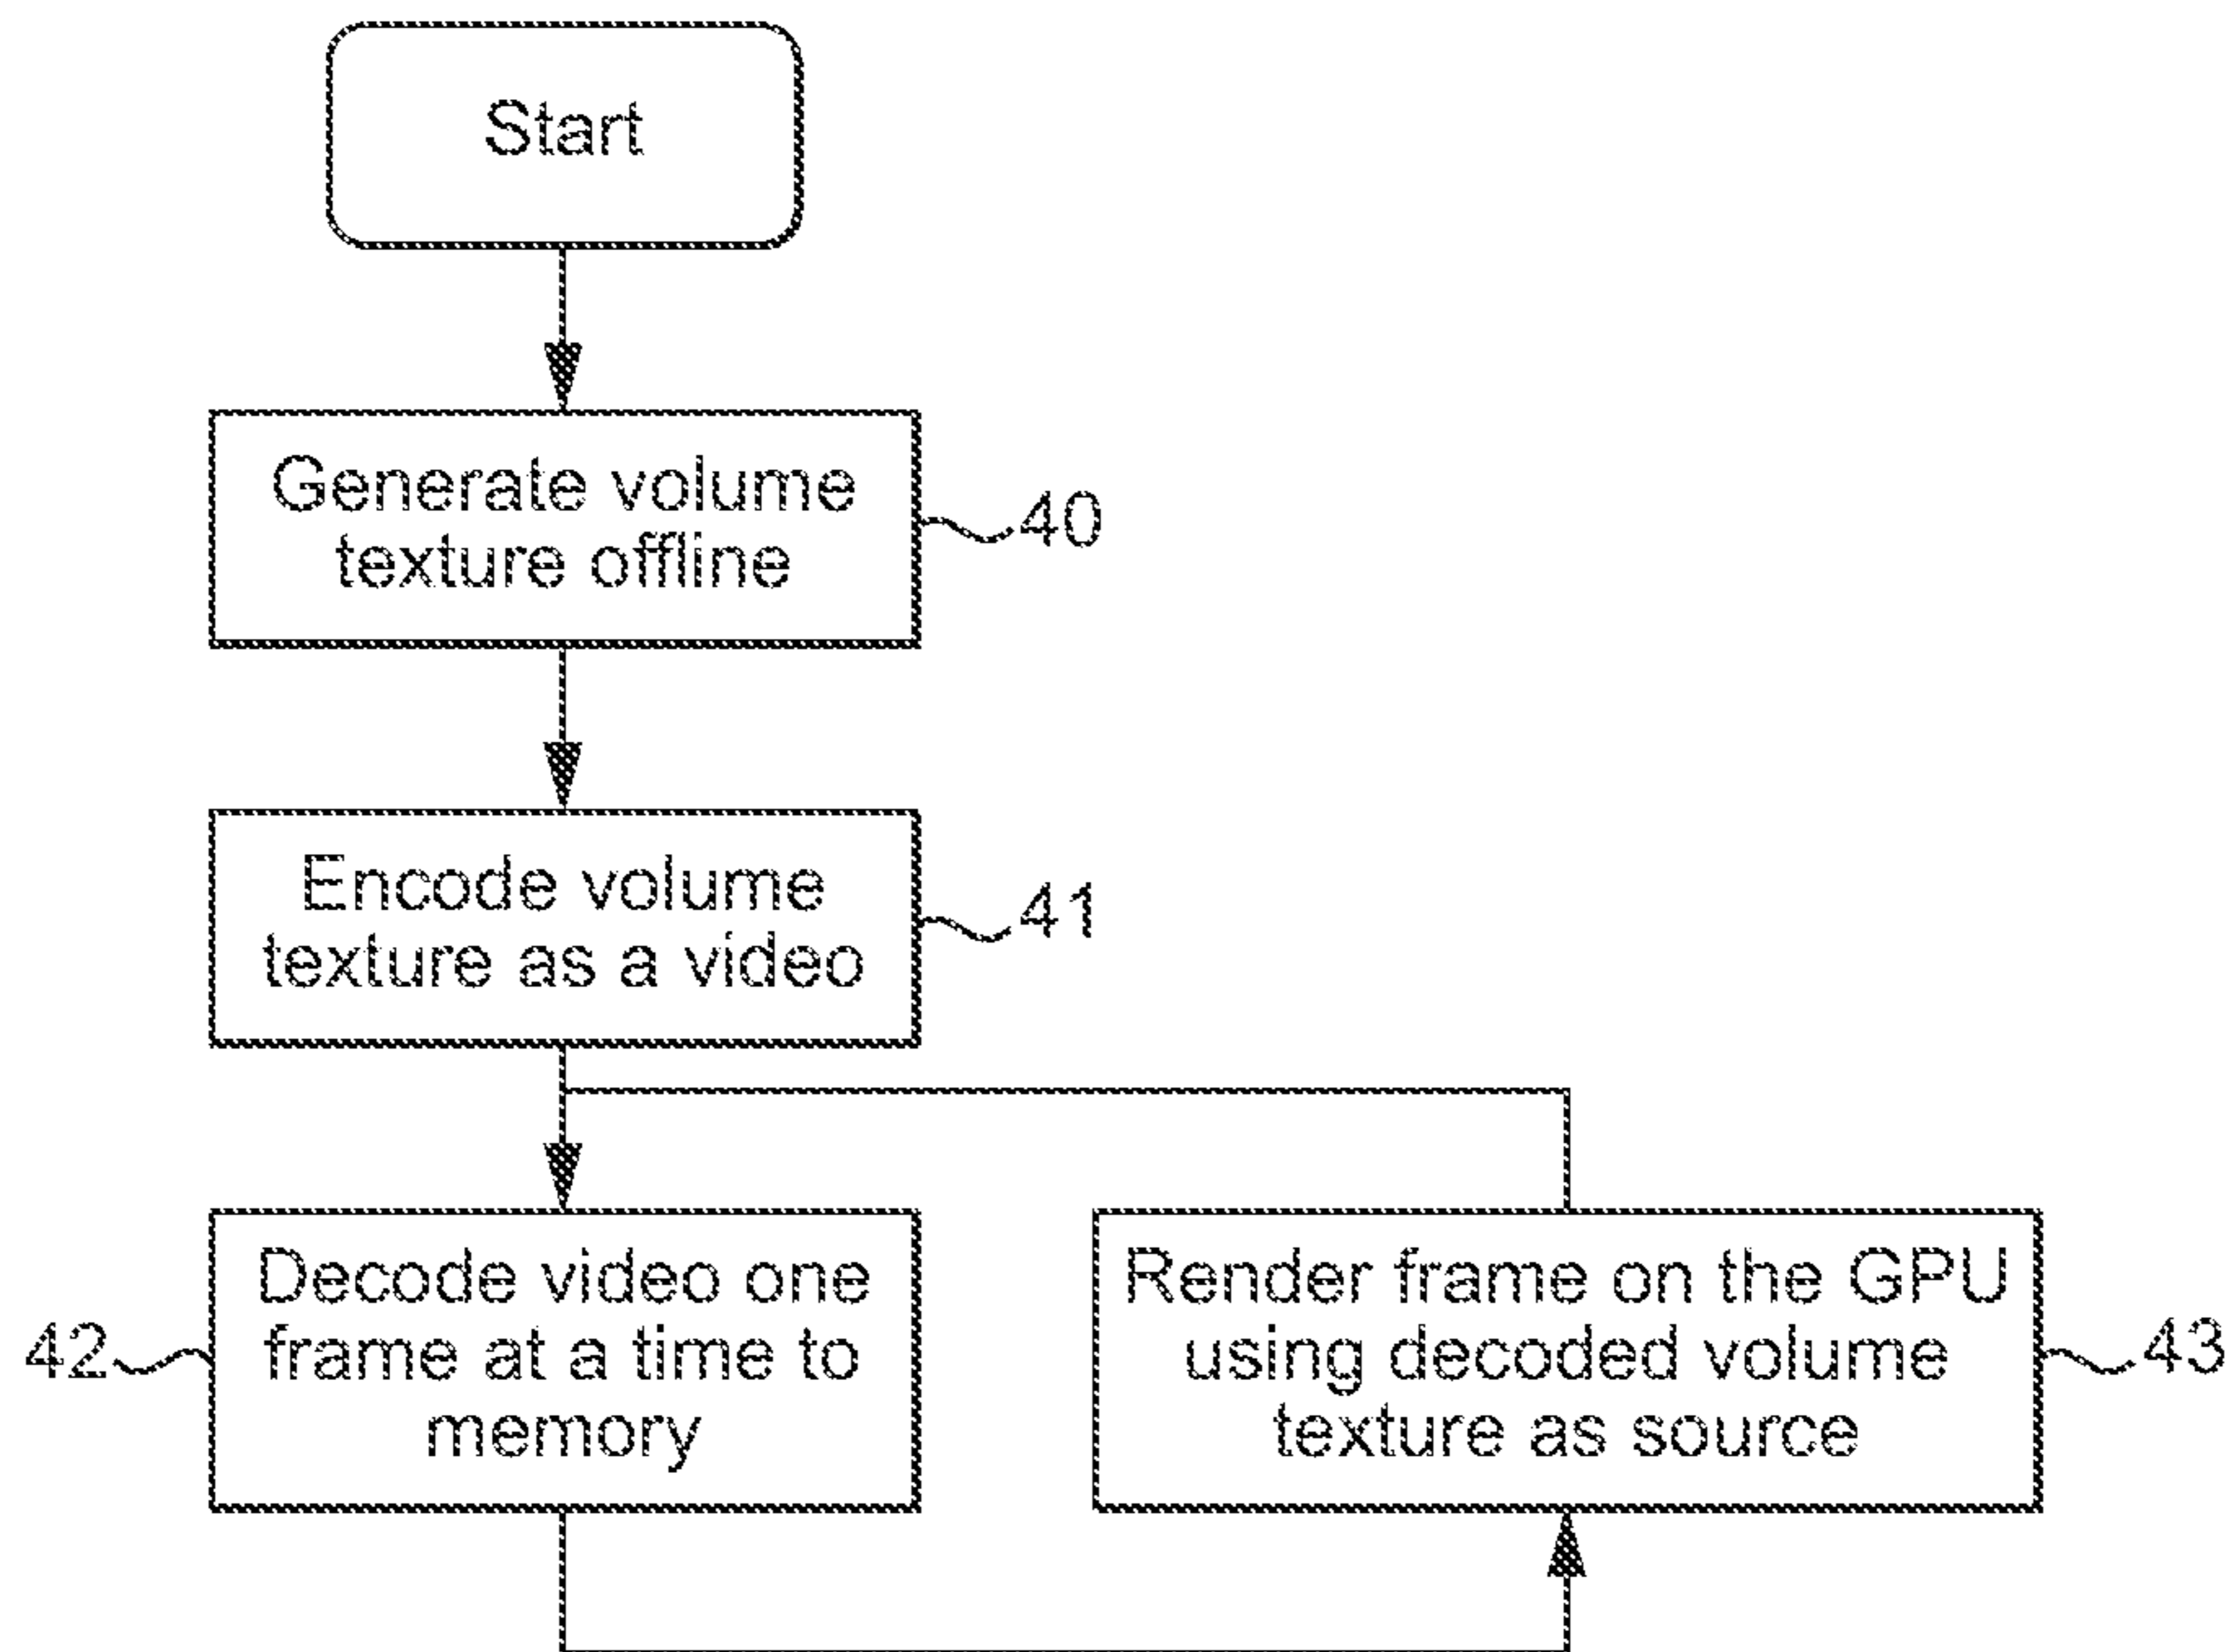 Start
Generate volume
texture offline
40
Encode volume
texture as a video
41
Decode video one
frame at a time to
memory
42
Render frame on the GPU
using decoded volume
texture as source
43